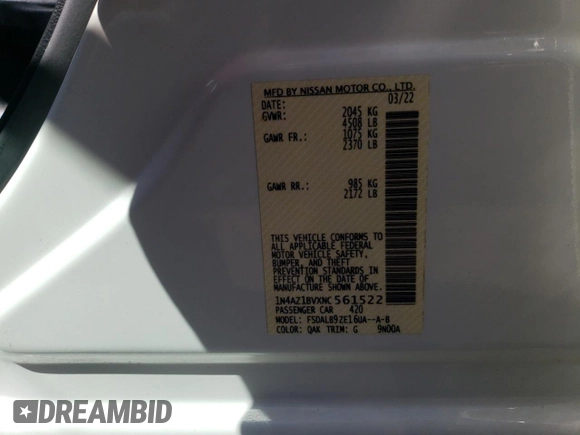 MFD BY NISSAN MOTOR CO., LTD.
DATE: 03/22
GVWR: 2045 KG
4508 LB
GAWR FR.: 1075 KG
2370 LB
GAWR RR.: 985 KG
2172 LB
THIS VEHICLE CONFORMS TO
ALL APPLICABLE FEDERAL
MOTOR VEHICLE SAFETY,
BUMPER, AND THEFT
PREVENTION STANDARDS IN
EFFECT ON THE DATE OF
MANUFACTURE SHOWN ABOVE.
1N4AZ1BVXNC561522
PASSENGER CAR 420
MODEL: FSDALB9ZE16UA--A-B
COLOR: QAK TRIM: G 9N00A
DREAMBID